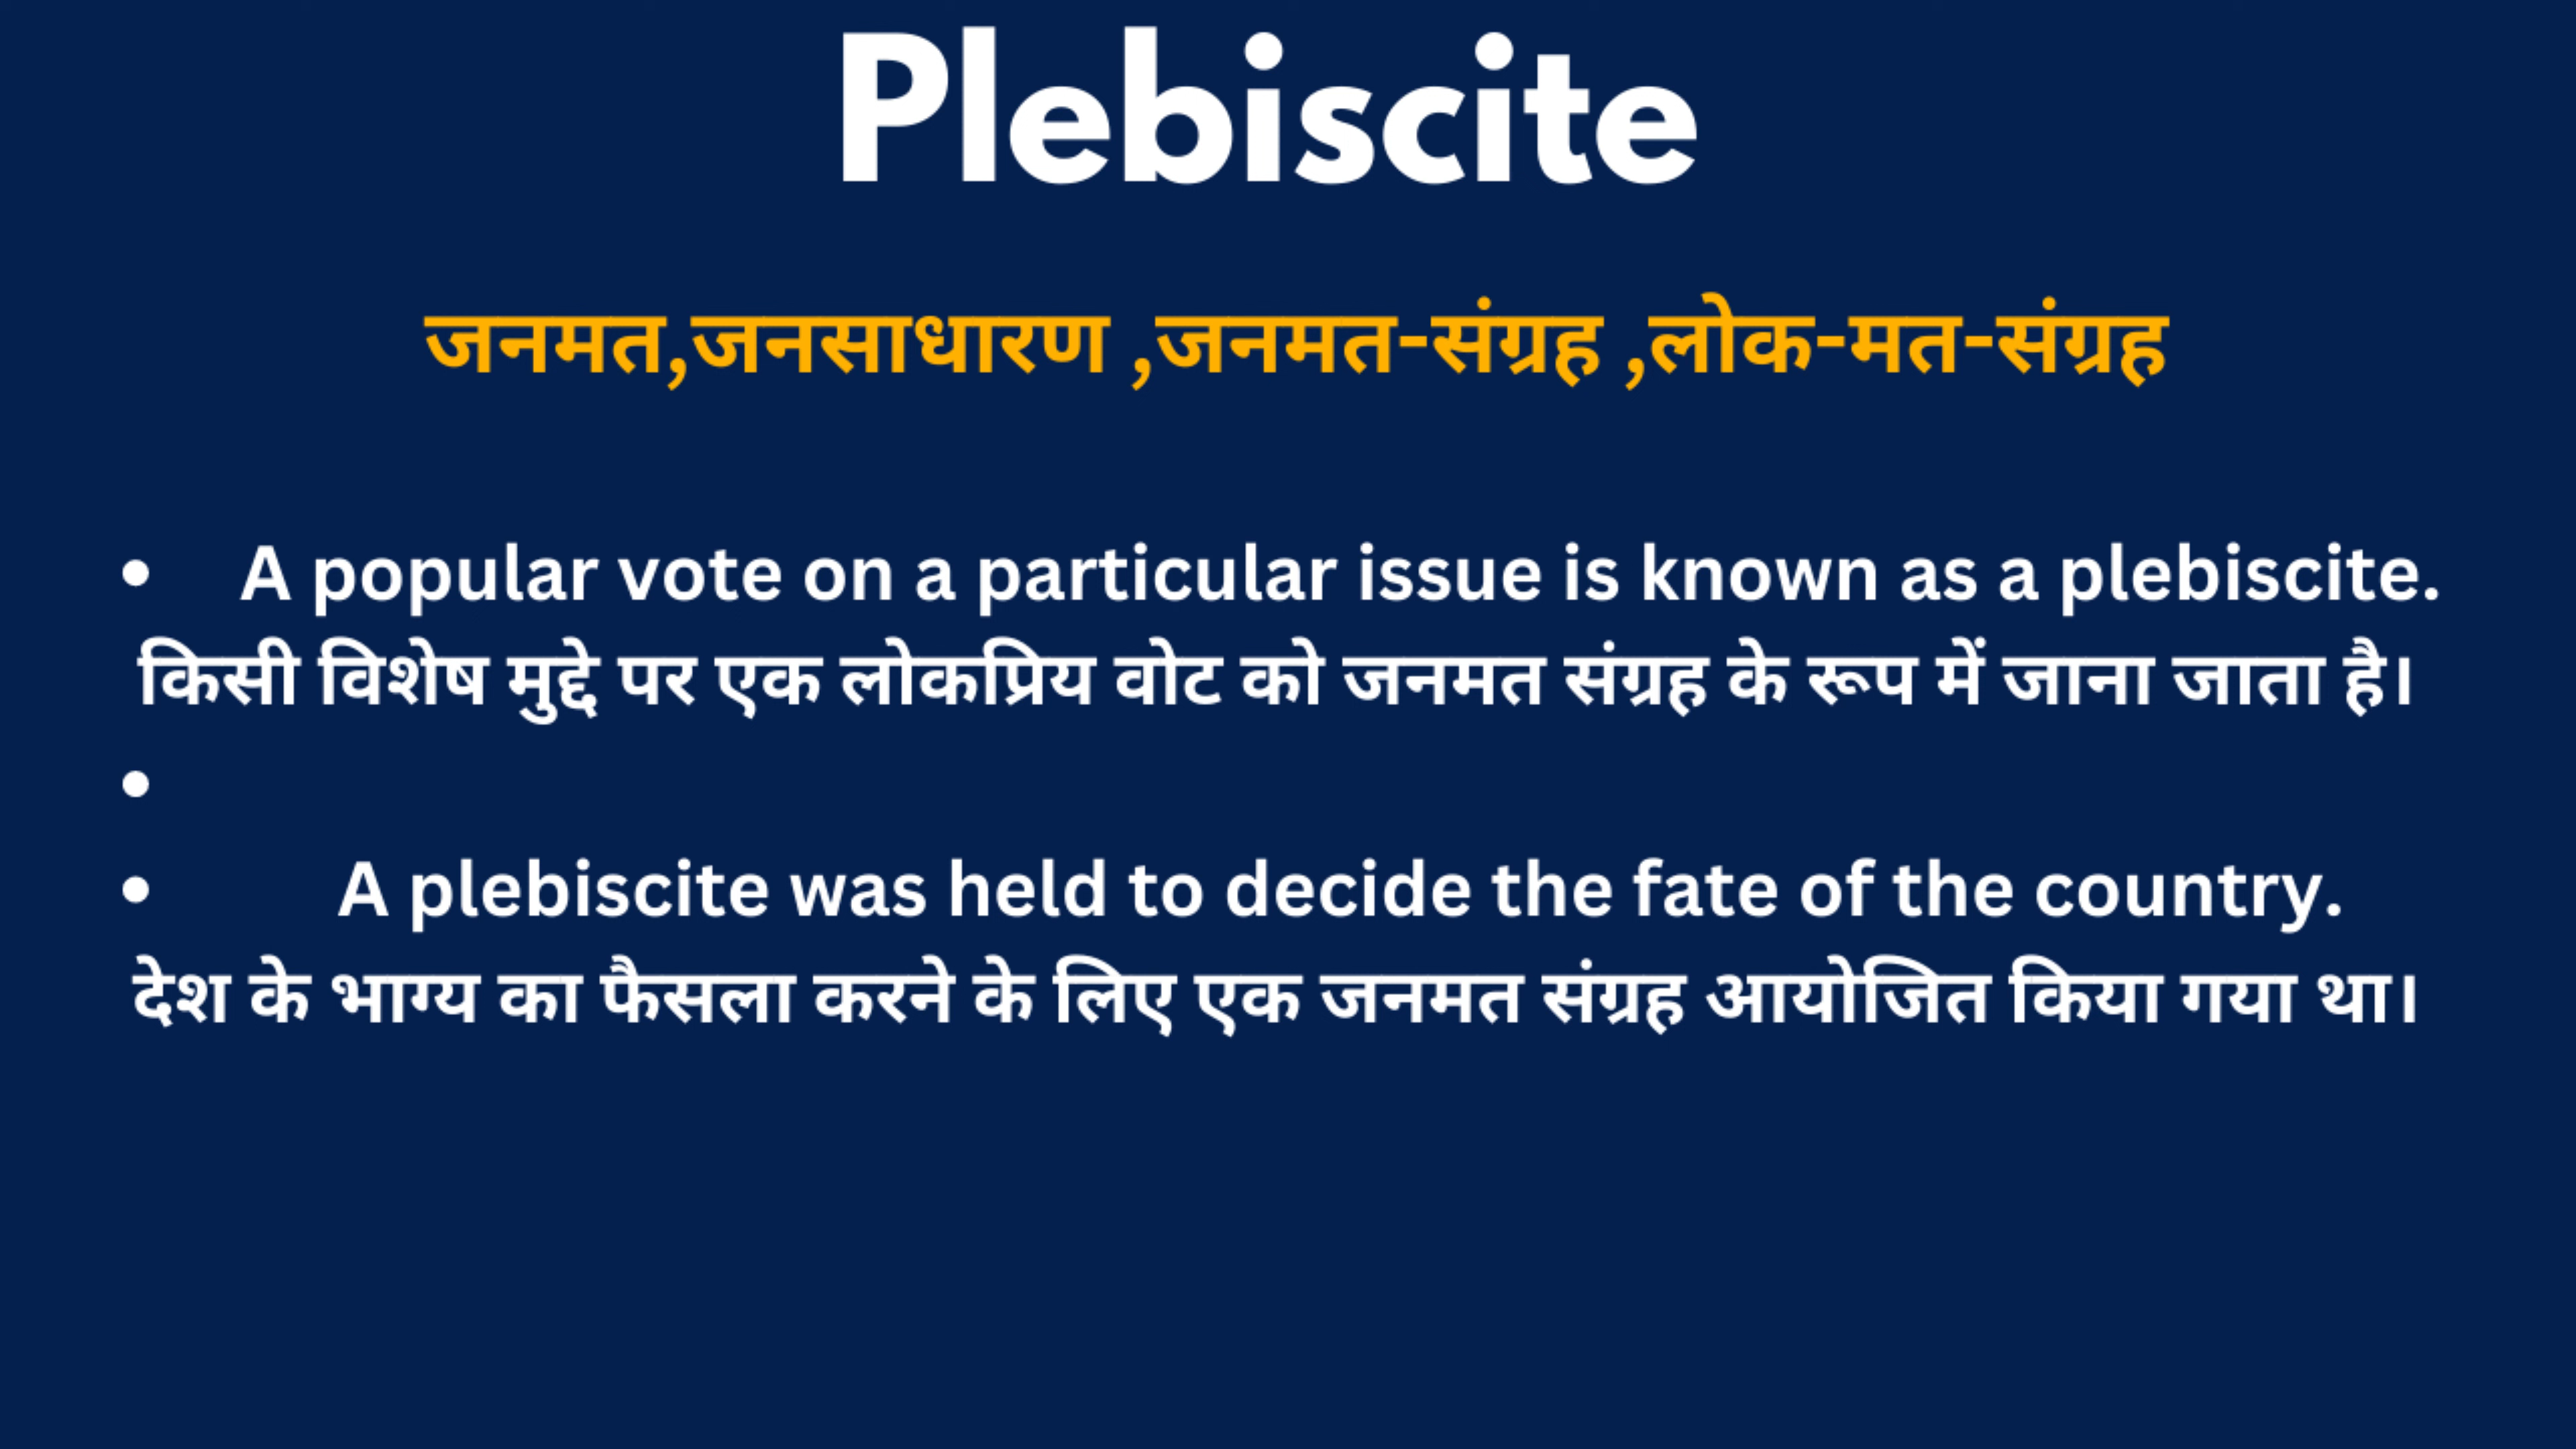 Plebiscite
जनमत,जनसाधारण ,जनमत-संग्रह ,लोक-मत-संग्रह
• A popular vote on a particular issue is known as a plebiscite.
किसी विशेष मुद्दे पर एक लोकप्रिय वोट को जनमत संग्रह के रूप में जाना जाता है।
•
• A plebiscite was held to decide the fate of the country.
देश के भाग्य का फैसला करने के लिए एक जनमत संग्रह आयोजित किया गया था।